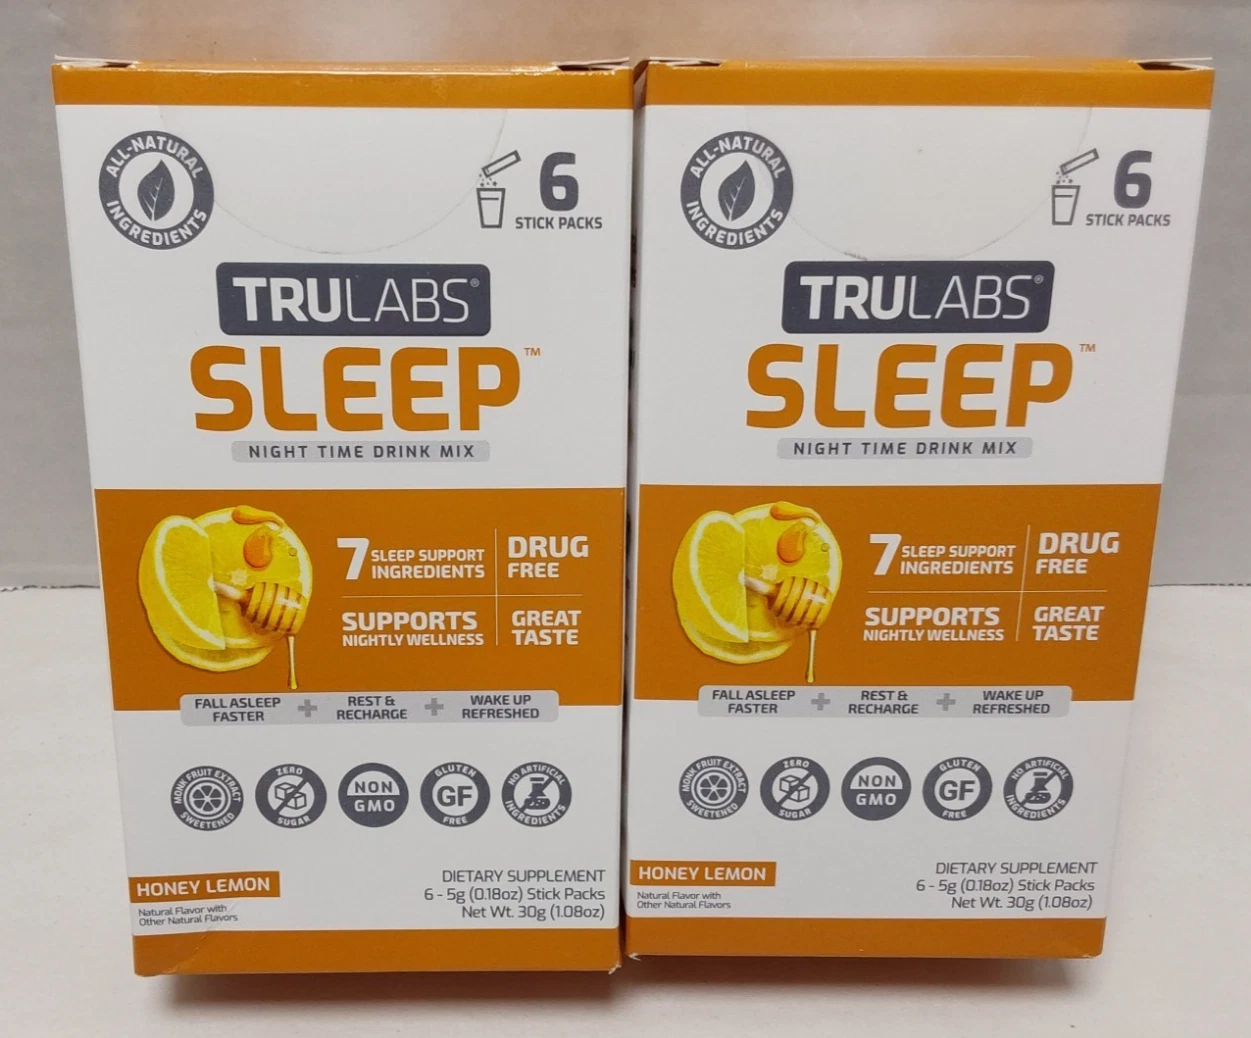 ALL-NATURAL
INGREDIENTS
6
STICK PACKS
TRULABS®
SLEEP™
NIGHT TIME DRINK MIX
7 SLEEP SUPPORT
INGREDIENTS
DRUG
FREE
SUPPORTS
NIGHTLY WELLNESS
GREAT
TASTE
FALL ASLEEP
FASTER
+
REST &
RECHARGE
+
WAKE UP
REFRESHED
MONK FRUIT EXTRACT
SWEETENED
ZERO
SUGAR
NON
GMO
GLUTEN
GF
FREE
NO ARTIFICIAL
INGREDIENTS
HONEY LEMON
Natural Flavor with
Other Natural Flavors
DIETARY SUPPLEMENT
6 - 5g (0.18oz) Stick Packs
Net Wt. 30g (1.08oz)
ALL-NATURAL
INGREDIENTS
6
STICK PACKS
TRULABS®
SLEEP™
NIGHT TIME DRINK MIX
7 SLEEP SUPPORT
INGREDIENTS
DRUG
FREE
SUPPORTS
NIGHTLY WELLNESS
GREAT
TASTE
FALL ASLEEP
FASTER
+
REST &
RECHARGE
+
WAKE UP
REFRESHED
MONK FRUIT EXTRACT
SWEETENED
ZERO
SUGAR
NON
GMO
GLUTEN
GF
FREE
NO ARTIFICIAL
INGREDIENTS
HONEY LEMON
Natural Flavor with
Other Natural Flavors
DIETARY SUPPLEMENT
6 - 5g (0.18oz) Stick Packs
Net Wt. 30g (1.08oz)